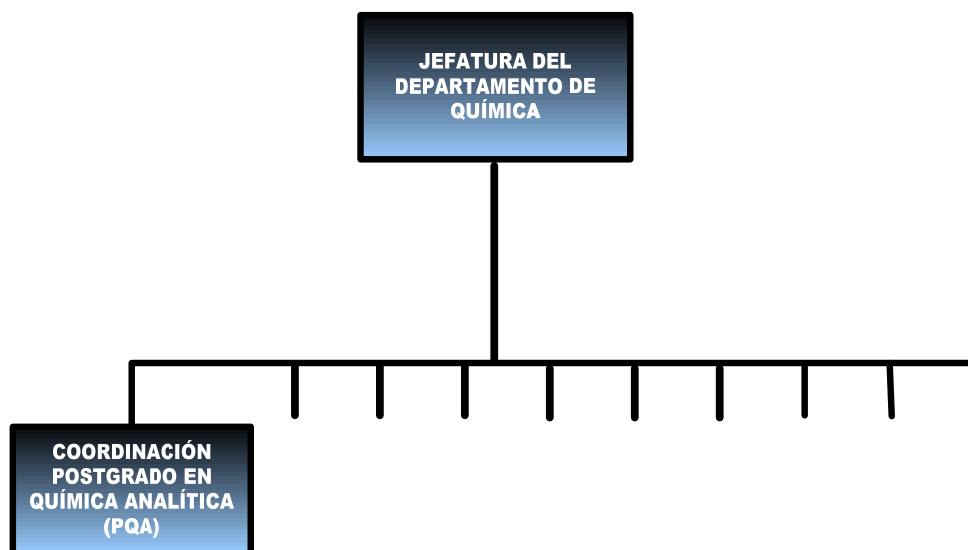 JEFATURA DEL
DEPARTAMENTO DE
QUÍMICA
COORDINACIÓN
POSTGRADO EN
QUÍMICA ANALÍTICA
(PQA)